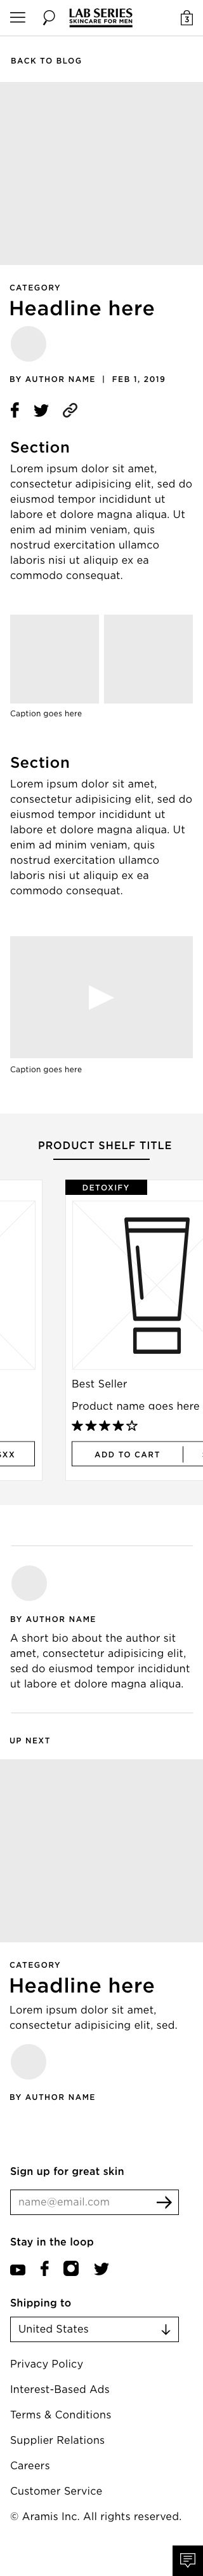 LAB SERIES
SKINCARE FOR MEN
3
BACK TO BLOG
CATEGORY
Headline here
BY AUTHOR NAME | FEB 1, 2019
Section
Lorem ipsum dolor sit amet,
consectetur adipisicing elit, sed do
eiusmod tempor incididunt ut
labore et dolore magna aliqua. Ut
enim ad minim veniam, quis
nostrud exercitation ullamco
laboris nisi ut aliquip ex ea
commodo consequat.
Caption goes here
Section
Lorem ipsum dolor sit amet,
consectetur adipisicing elit, sed do
eiusmod tempor incididunt ut
labore et dolore magna aliqua. Ut
enim ad minim veniam, quis
nostrud exercitation ullamco
laboris nisi ut aliquip ex ea
commodo consequat.
Caption goes here
PRODUCT SHELF TITLE
DETOXIFY
Best Seller
Product name goes here
XX
ADD TO CART
BY AUTHOR NAME
A short bio about the author sit
amet, consectetur adipisicing elit,
sed do eiusmod tempor incididunt
ut labore et dolore magna aliqua.
UP NEXT
CATEGORY
Headline here
Lorem ipsum dolor sit amet,
consectetur adipisicing elit, sed.
BY AUTHOR NAME
Sign up for great skin
name@email.com
Stay in the loop
Shipping to
United States
Privacy Policy
Interest-Based Ads
Terms & Conditions
Supplier Relations
Careers
Customer Service
© Aramis Inc. All rights reserved.